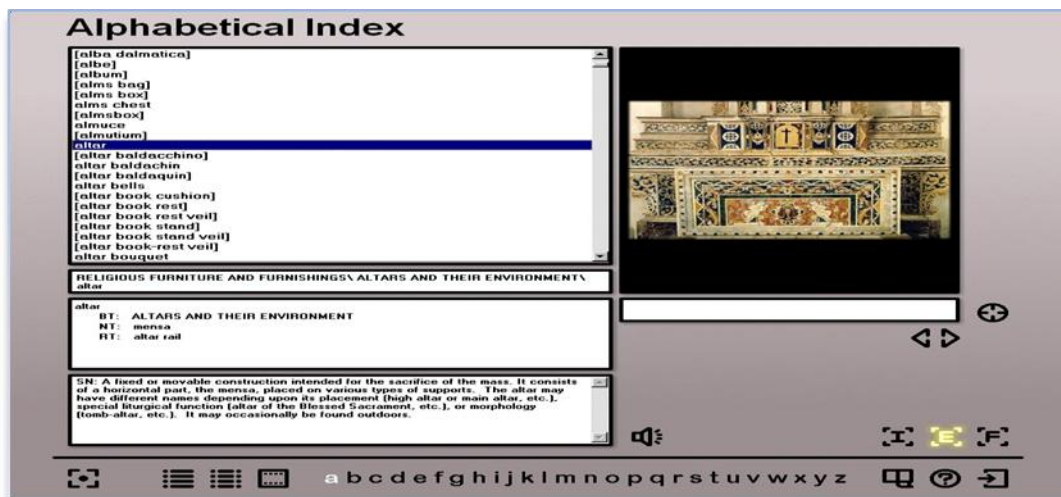 Alphabetical Index
[alba dalmatica]
[albe]
[album]
[alms bag]
[alms box]
alms chest
[almsbox]
almuce
[almutium]
altar
[altar baldacchino]
altar baldachin
[altar baldaquin]
altar bells
[altar book cushion]
[altar book rest]
[altar book rest veil]
[altar book stand]
[altar book stand veil]
[altar book-rest veil]
altar bouquet
RELIGIOUS FURNITURE AND FURNISHINGS\ ALTARS AND THEIR ENVIRONMENT\
altar
altar
BT: ALTARS AND THEIR ENVIRONMENT
NT: mensa
RT: altar rail
SN: A fixed or movable construction intended for the sacrifice of the mass. It consists
of a horizontal part, the mensa, placed on various types of supports. The altar may
have different names depending upon its placement (high altar or main altar, etc.),
special liturgical function (altar of the Blessed Sacrament, etc.), or morphology
(tomb-altar, etc.). It may occasionally be found outdoors.
[I] [E] [F]
a b c d e f g h i j k l m n o p q r s t u v w x y z